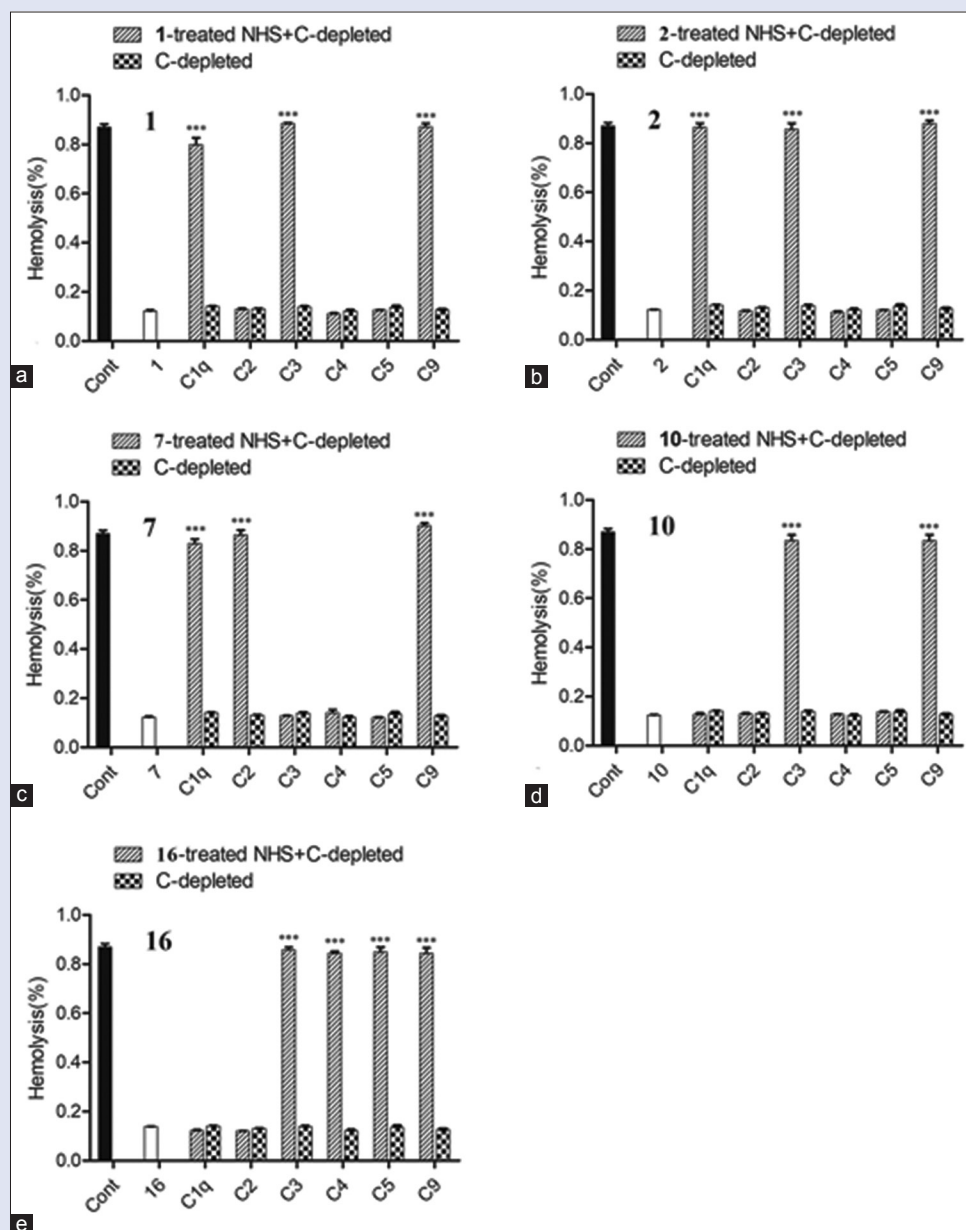 1-treated NHS+C-depleted
C-depleted
1.0
0.8
0.6
0.4
0.2
0.0
Hemolysis(%)
1
***
***
***
Cont
1
C1q
C2
C3
C4
C5
C9
a
2-treated NHS+C-depleted
C-depleted
1.0
0.8
0.6
0.4
0.2
0.0
Hemolysis(%)
2
***
***
***
Cont
2
C1q
C2
C3
C4
C5
C9
b
7-treated NHS+C-depleted
C-depleted
1.0
0.8
0.6
0.4
0.2
0.0
Hemolysis(%)
7
***
***
***
Cont
7
C1q
C2
C3
C4
C5
C9
c
10-treated NHS+C-depleted
C-depleted
1.0
0.8
0.6
0.4
0.2
0.0
Hemolysis(%)
10
***
***
Cont
10
C1q
C2
C3
C4
C5
C9
d
16-treated NHS+C-depleted
C-depleted
1.0
0.8
0.6
0.4
0.2
0.0
Hemolysis(%)
16
***
***
***
***
Cont
16
C1q
C2
C3
C4
C5
C9
e